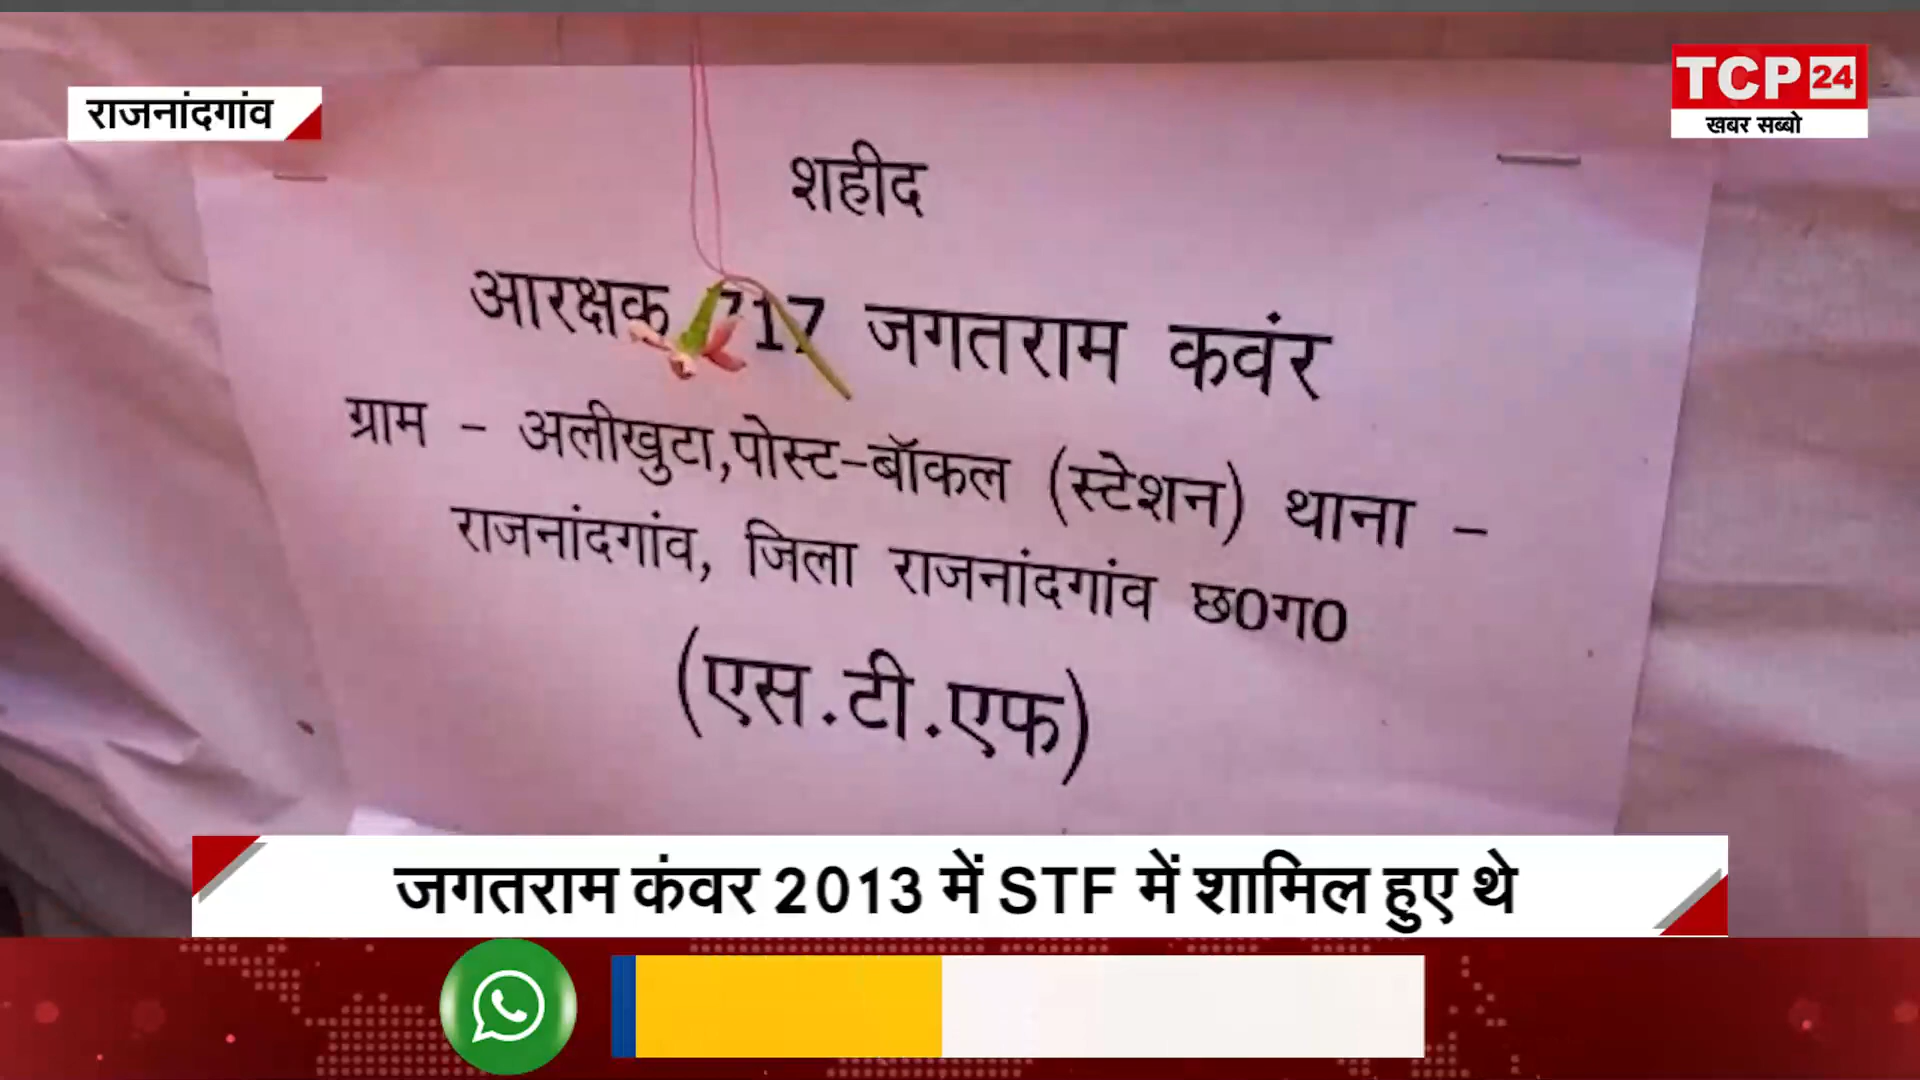 राजनांदगांव
TCP 24
खबर सब्बो
शहीद
आरक्षक 717 जगतराम कवंर
ग्राम - अलीखुटा,पोस्ट-बॉकल (स्टेशन) थाना -
राजनांदगांव, जिला राजनांदगांव छ0ग0
(एस.टी.एफ)
जगतराम कंवर 2013 में STF में शामिल हुए थे